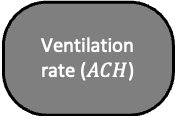 Ventilation
rate (ACH)